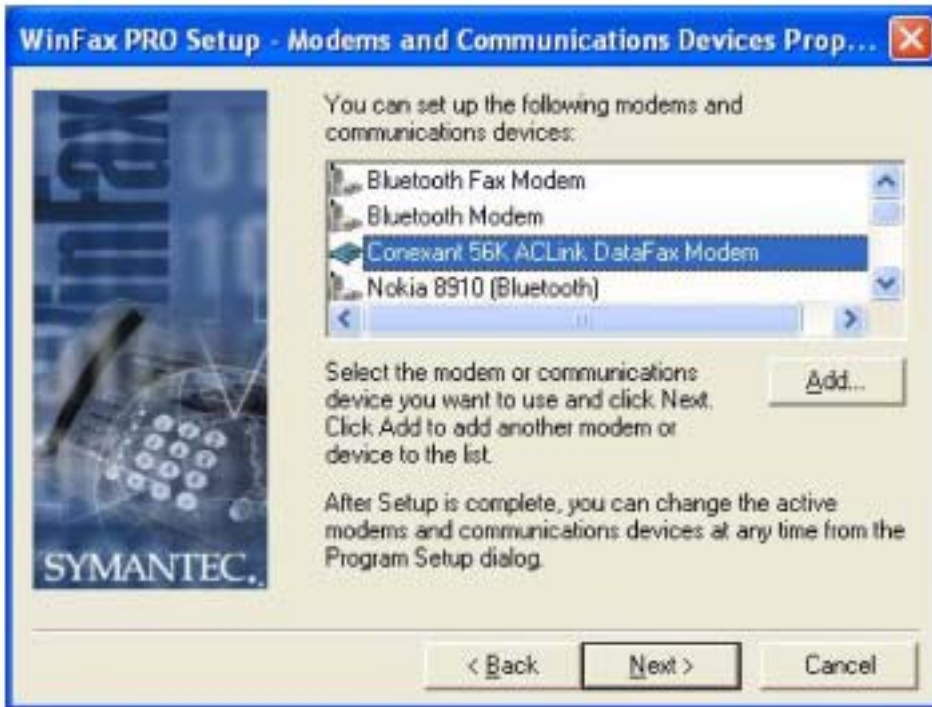 WinFax PRO Setup - Modems and Communications Devices Prop...
WinFax
You can set up the following modems and
communications devices:
Bluetooth Fax Modem
Bluetooth Modem
Conexant 56K ACLink DataFax Modem
Nokia 8910 (Bluetooth)
Select the modem or communications
device you want to use and click Next.
Click Add to add another modem or
device to the list.
Add...
After Setup is complete, you can change the active
modems and communications devices at any time from the
Program Setup dialog.
SYMANTEC.
< Back
Next >
Cancel